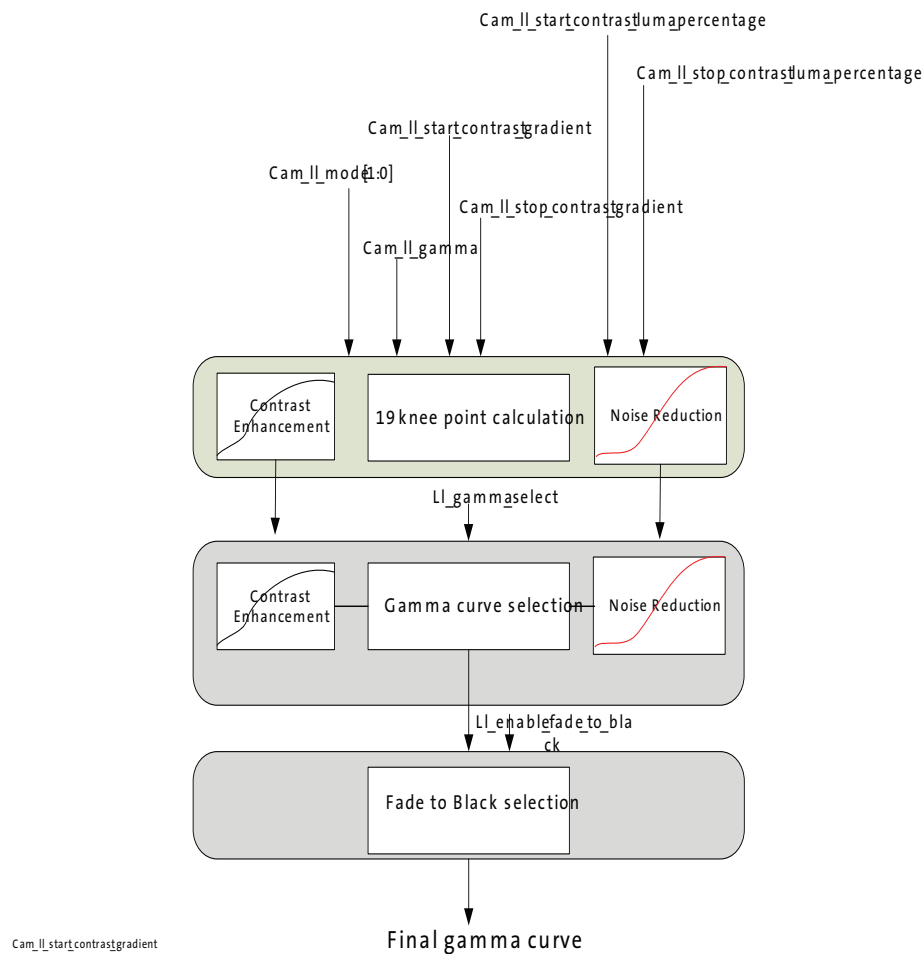 Cam_ll_start_contrast_luma_percentage
Cam_ll_stop_contrast_luma_percentage
Cam_ll_start_contrast_gradient
Cam_ll_mode[1:0]
Cam_ll_stop_contrast_gradient
Cam_ll_gamma
Contrast
Enhancement
19 knee point calculation
Noise Reduction
Ll_gamma_select
Contrast
Enhancement
Gamma curve selection
Noise Reduction
Ll_enable_fade_to_bla
ck
Fade to Black selection
Final gamma curve
Cam_ll_start_contrast_gradient